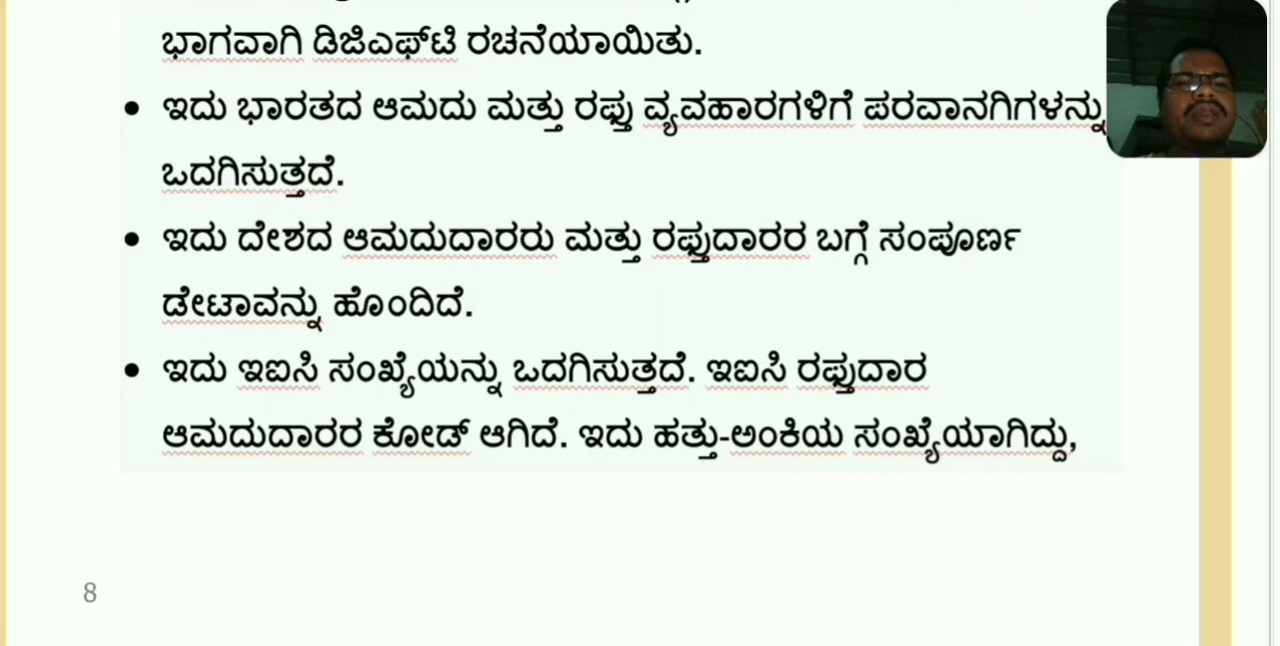 ಭಾಗವಾಗಿ ಡಿಜಿಎಫ್‌ಟಿ ರಚನೆಯಾಯಿತು.
• ಇದು ಭಾರತದ ಆಮದು ಮತ್ತು ರಫ್ತು ವ್ಯವಹಾರಗಳಿಗೆ ಪರವಾನಗಿಗಳನ್ನು
ಒದಗಿಸುತ್ತದೆ.
• ಇದು ದೇಶದ ಆಮದುದಾರರು ಮತ್ತು ರಫ್ತುದಾರರ ಬಗ್ಗೆ ಸಂಪೂರ್ಣ
ಡೇಟಾವನ್ನು ಹೊಂದಿದೆ.
• ಇದು ಇಐಸಿ ಸಂಖ್ಯೆಯನ್ನು ಒದಗಿಸುತ್ತದೆ. ಇಐಸಿ ರಫ್ತುದಾರ
ಆಮದುದಾರರ ಕೋಡ್ ಆಗಿದೆ. ಇದು ಹತ್ತು-ಅಂಕಿಯ ಸಂಖ್ಯೆಯಾಗಿದ್ದು,
8